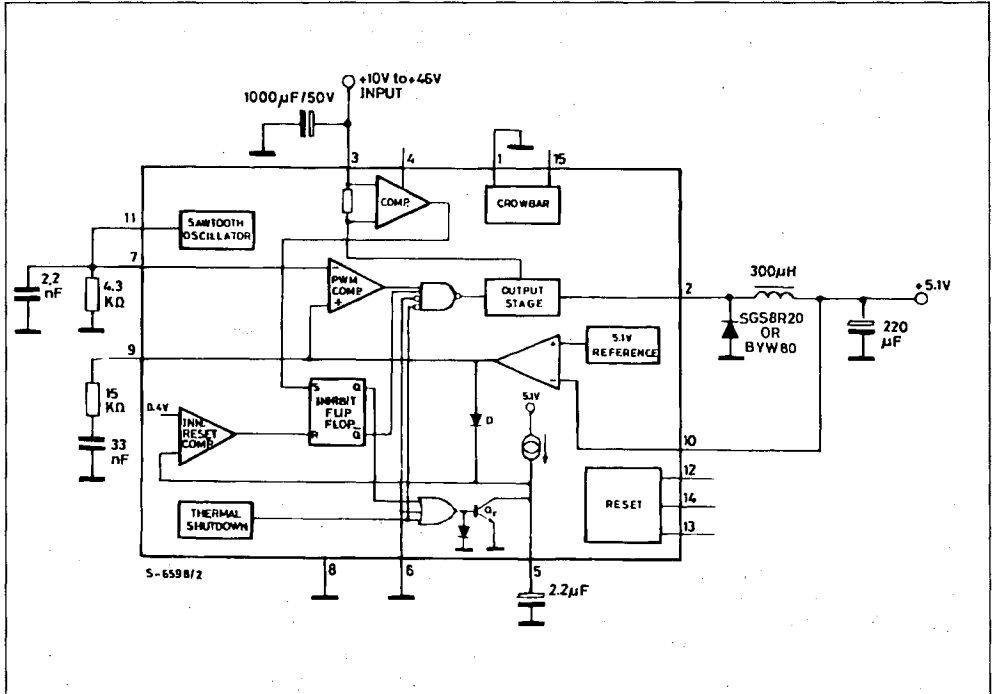 +10V to+46V
INPUT
1000µF/50V
3
4
1
15
COMP.
CROWBAR
11
SAWTOOTH
OSCILLATOR
7
2,2
nF
4.3
KΩ
-
PWM
COMP.
+
OUTPUT
STAGE
2
300µH
+5.1V
SGS8R20
OR
BYW80
220
µF
9
+
-
5.1V
REFERENCE
15
KΩ
33
nF
0.4V
INH.
RESET
COMP.
S
Q
INHIBIT
FLIP
FLOP
R
Q̅
D
5.1V
10
12
RESET
14
13
THERMAL
SHUTDOWN
Qr
S-6598/2
8
6
5
2.2µF